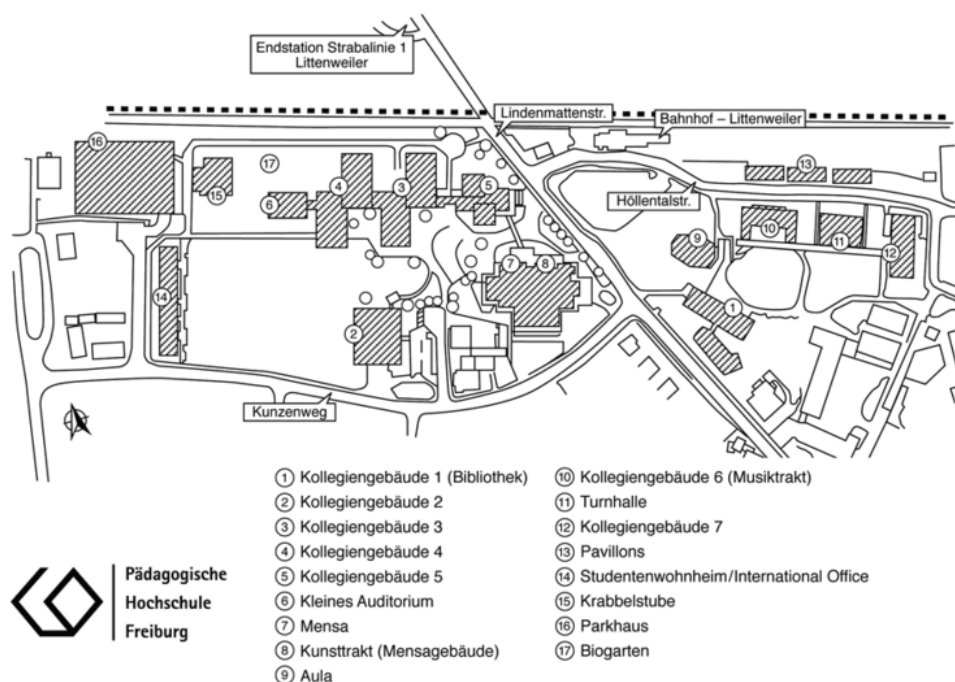 Endstation Strabalinie 1
Littenweiler
Lindenmattenstr.
Bahnhof – Littenweiler
16
17
15
4
3
5
6
13
Höllentalstr.
9
10
11
12
7
8
14
2
1
Kunzenweg
1 Kollegiengebäude 1 (Bibliothek)
2 Kollegiengebäude 2
3 Kollegiengebäude 3
4 Kollegiengebäude 4
5 Kollegiengebäude 5
6 Kleines Auditorium
7 Mensa
8 Kunsttrakt (Mensagebäude)
9 Aula
10 Kollegiengebäude 6 (Musiktrakt)
11 Turnhalle
12 Kollegiengebäude 7
13 Pavillons
14 Studentenwohnheim/International Office
15 Krabbelstube
16 Parkhaus
17 Biogarten
Pädagogische
Hochschule
Freiburg